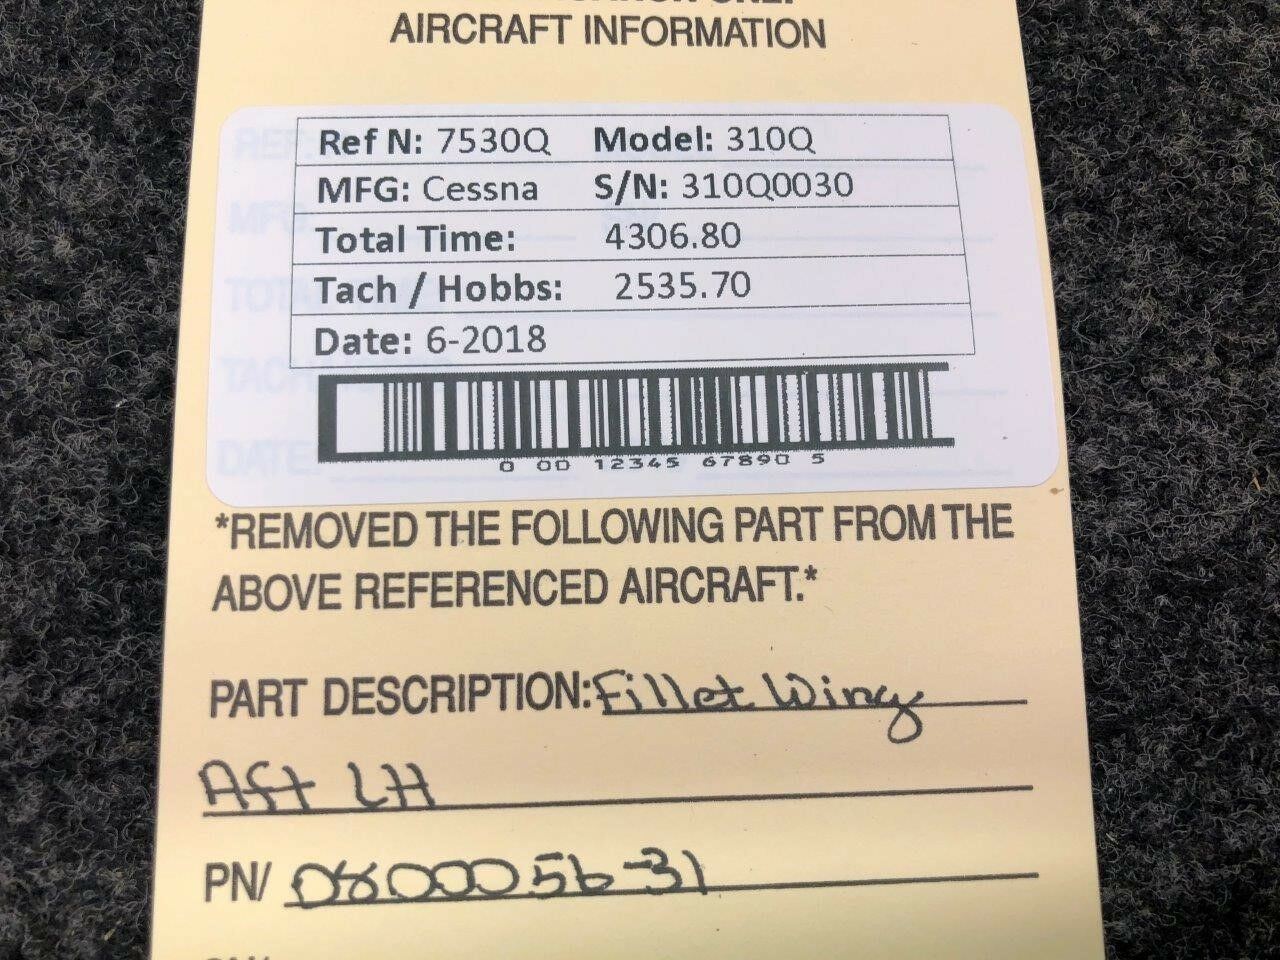 AIRCRAFT INFORMATION
Ref N: 7530Q Model: 310Q
MFG: Cessna S/N: 310Q0030
Total Time: 4306.80
Tach / Hobbs: 2535.70
Date: 6-2018
0 00 12345 67890 5
*REMOVED THE FOLLOWING PART FROM THE
ABOVE REFERENCED AIRCRAFT.*
PART DESCRIPTION: Fillet Wing
Aft LH
PN/ 0800056-31